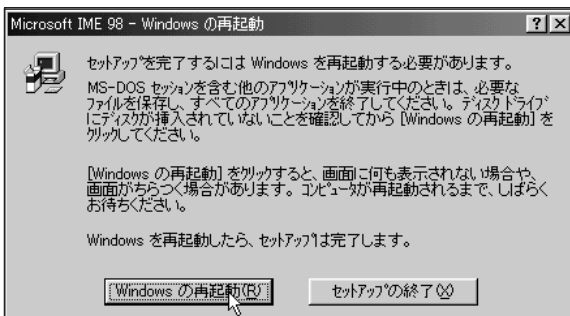 Microsoft IME 98 - Windows の再起動
セットアップを完了するには Windows を再起動する必要があります。
MS-DOS セッションを含む他のアプリケーションが実行中のときは、必要な
ファイルを保存し、すべてのアプリケーションを終了してください。ディスク ドライブ
にディスクが挿入されていないことを確認してから [Windows の再起動] を
クリックしてください。
[Windows の再起動] をクリックすると、画面に何も表示されない場合や、
画面がちらつく場合があります。コンピュータが再起動されるまで、しばらく
お待ちください。
Windows を再起動したら、セットアップは完了します。
Windows の再起動(R)
セットアップの終了(X)